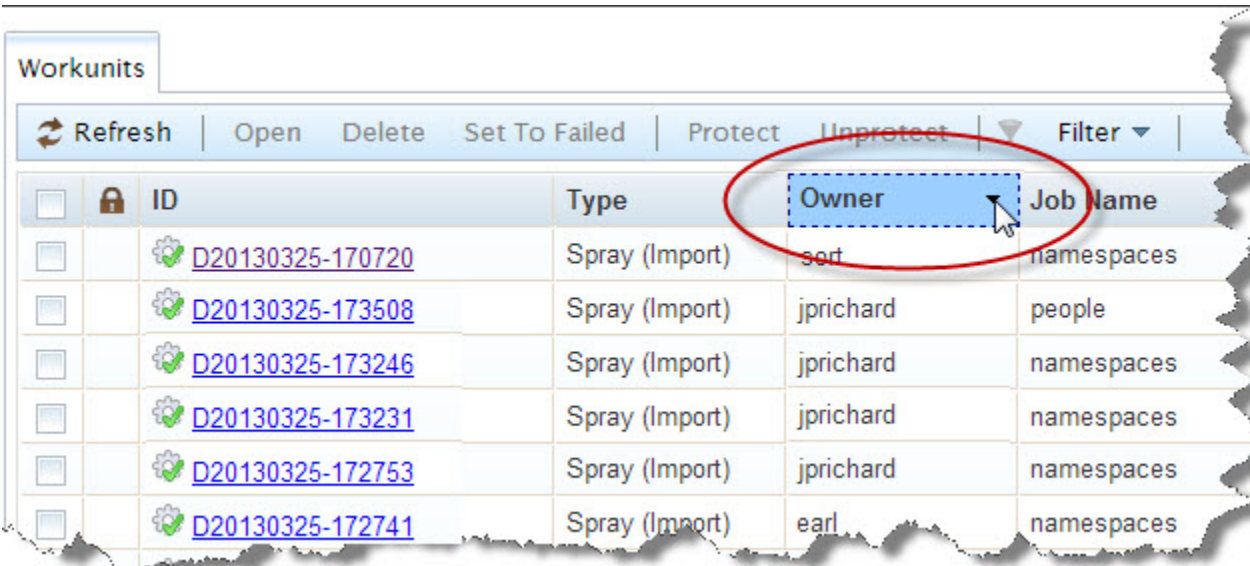 Workunits
Refresh Open Delete Set To Failed Protect Unprotect Filter
ID Type Owner Job Name
D20130325-170720 Spray (Import) sort namespaces
D20130325-173508 Spray (Import) jprichard people
D20130325-173246 Spray (Import) jprichard namespaces
D20130325-173231 Spray (Import) jprichard namespaces
D20130325-172753 Spray (Import) jprichard namespaces
D20130325-172741 Spray (Import) earl namespaces